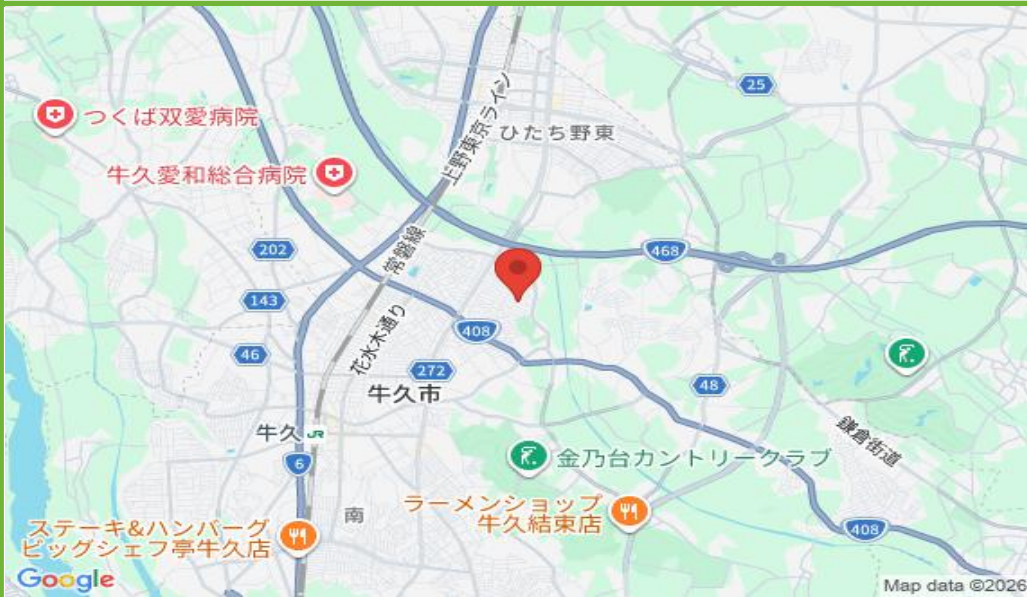 25
ひたち野東
つくば双愛病院
上野東京ライン
牛久愛和総合病院
202
常磐線
468
143
花水木通り
408
46
272
牛久市
48
牛久 JR
鎌倉街道
金乃台カントリークラブ
6
ラーメンショップ
牛久結束店
南
ステーキ&ハンバーグ
ビッグシェフ亭牛久店
408
Google
Map data ©2026